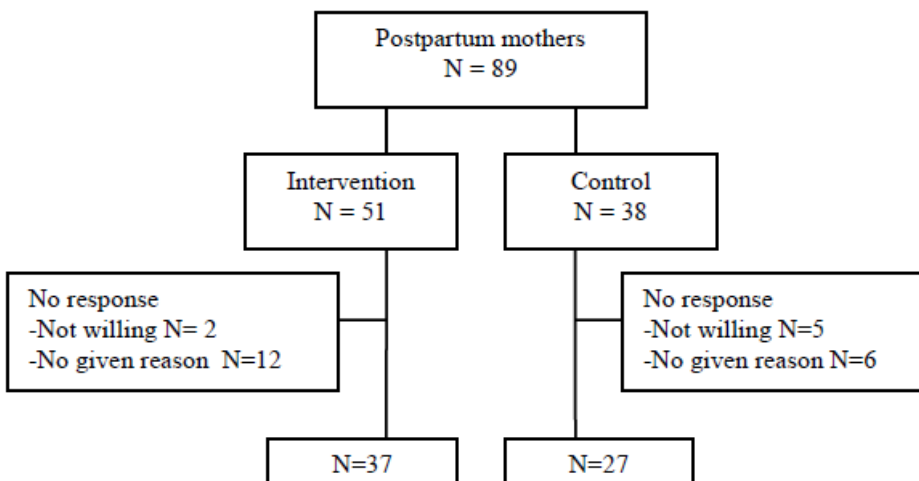 Postpartum mothers
N = 89
Intervention
N = 51
Control
N = 38
No response
-Not willing N= 2
-No given reason  N=12
No response
-Not willing N=5
-No given reason N=6
N=37
N=27